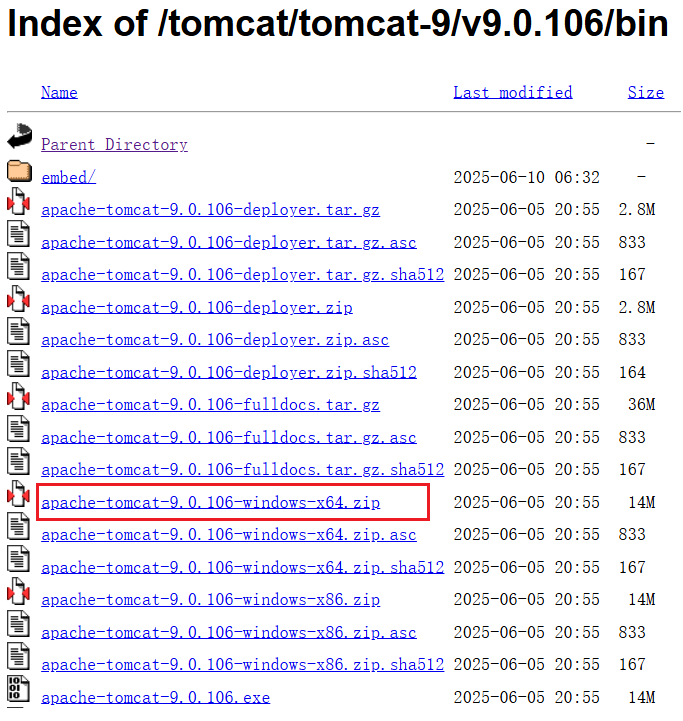 Index of /tomcat/tomcat-9/v9.0.106/bin
Name Last modified Size
Parent Directory -
embed/ 2025-06-10 06:32 -
apache-tomcat-9.0.106-deployer.tar.gz 2025-06-05 20:55 2.8M
apache-tomcat-9.0.106-deployer.tar.gz.asc 2025-06-05 20:55 833
apache-tomcat-9.0.106-deployer.tar.gz.sha512 2025-06-05 20:55 167
apache-tomcat-9.0.106-deployer.zip 2025-06-05 20:55 2.8M
apache-tomcat-9.0.106-deployer.zip.asc 2025-06-05 20:55 833
apache-tomcat-9.0.106-deployer.zip.sha512 2025-06-05 20:55 164
apache-tomcat-9.0.106-fulldocs.tar.gz 2025-06-05 20:55 36M
apache-tomcat-9.0.106-fulldocs.tar.gz.asc 2025-06-05 20:55 833
apache-tomcat-9.0.106-fulldocs.tar.gz.sha512 2025-06-05 20:55 167
apache-tomcat-9.0.106-windows-x64.zip 2025-06-05 20:55 14M
apache-tomcat-9.0.106-windows-x64.zip.asc 2025-06-05 20:55 833
apache-tomcat-9.0.106-windows-x64.zip.sha512 2025-06-05 20:55 167
apache-tomcat-9.0.106-windows-x86.zip 2025-06-05 20:55 14M
apache-tomcat-9.0.106-windows-x86.zip.asc 2025-06-05 20:55 833
apache-tomcat-9.0.106-windows-x86.zip.sha512 2025-06-05 20:55 167
apache-tomcat-9.0.106.exe 2025-06-05 20:55 14M